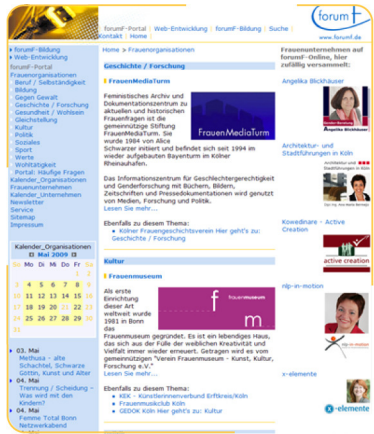 forumF-Portal | Web-Entwicklung | forumF-Bildung | Suche |
Kontakt | Home |
forumF
www.forumf.de
forumF-Bildung
Web-Entwicklung
forumF-Portal
Frauenorganisationen
Beruf / Selbständigkeit
Bildung
Gegen Gewalt
Geschichte / Forschung
Gesundheit / Wohlsein
Gleichstellung
Kultur
Politik
Soziales
Sport
Werte
Wohltätigkeit
Portal: Häufige Fragen
Kalender_Organisationen
Frauenunternehmen
Kalender_Unternehmen
Newsletter
Service
Sitemap
Impressum
Kalender_Organisationen
Mai 2009
So Mo Di Mi Do Fr Sa
1 2
3 4 5 6 7 8 9
10 11 12 13 14 15 16
17 18 19 20 21 22 23
24 25 26 27 28 29 30
31
03. Mai
Methusa - alte
Schachtel, Schwarze
Göttin, Kunst und Alter
04. Mai
Trennung / Scheidung -
Was wird mit den
Kindern?
04. Mai
Femme Total Bonn
Netzwerkabend
Home > Frauenorganisationen
Geschichte / Forschung
FrauenMediaTurm
Feministisches Archiv und
Dokumentationszentrum zu
aktuellen und historischen
Frauenfragen ist die
gemeinnützige Stiftung
FrauenMediaTurm. Sie
wurde 1984 von Alice
Schwarzer initiiert und befindet sich seit 1994 im
wieder aufgebauten Bayenturm im Kölner
Rheinauhafen.
FrauenMediaTurm
Das Informationszentrum für Geschlechtergerechtigkeit
und Genderforschung mit Büchern, Bildern,
Zeitschriften und Pressedokumentationen wird genutzt
von Medien, Forschung und Politik.
Lesen Sie mehr...
Ebenfalls zu diesem Thema:
Kölner Frauengeschichtsverein Hier geht's zu:
Geschichte / Forschung
Kultur
Frauenmuseum
Als erste
Einrichtung
dieser Art
weltweit wurde
1981 in Bonn
das
Frauenmuseum gegründet. Es ist ein lebendiges Haus,
das sich aus der Fülle der weiblichen Kreativität und
Vielfalt immer wieder erneuert. Getragen wird es vom
gemeinnützigen "Verein Frauenmuseum - Kunst, Kultur,
Forschung e.V."
frauenmuseum
f m
Lesen Sie mehr...
Ebenfalls zu diesem Thema:
KEK - Künstlerinnenverbund Erftkreis/Köln
Frauenmusikclub Köln
GEDOK Köln Hier geht's zu: Kultur
Frauenunternehmen auf
ForumF-Online, hier
zufällig versammelt:
Angelika Blickhäuser
Angelika Blickhäuser
Architektur- und
Stadtführungen in Köln
Architektur- und
Stadtführungen
in Köln
Kowedinare - Active
Creation
active creation
nlp-in-motion
nlp-in-motion
x-elemente
x-elemente